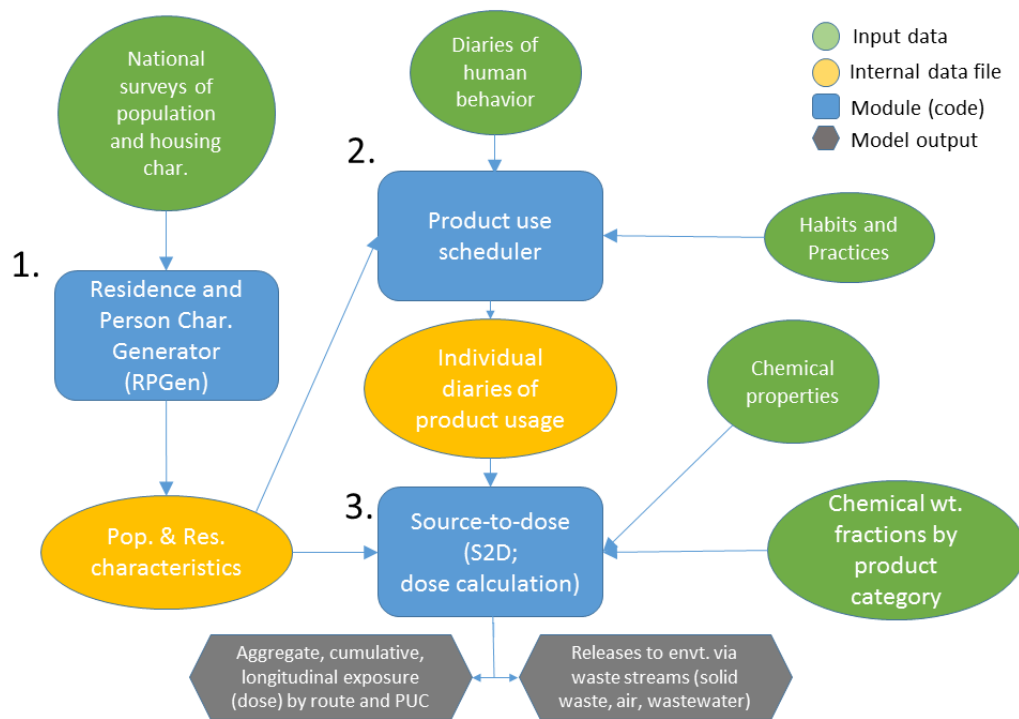 National
surveys of
population
and housing
char.
Diaries of
human
behavior
Input data
Internal data file
Module (code)
Model output
2.
Product use
scheduler
Habits and
Practices
1.
Residence and
Person Char.
Generator
(RPGen)
Individual
diaries of
product usage
Chemical
properties
3.
Pop. & Res.
characteristics
Source-to-dose
(S2D;
dose calculation)
Chemical wt.
fractions by
product
category
Aggregate, cumulative,
longitudinal exposure
(dose) by route and PUC
Releases to envt. via
waste streams (solid
waste, air, wastewater)